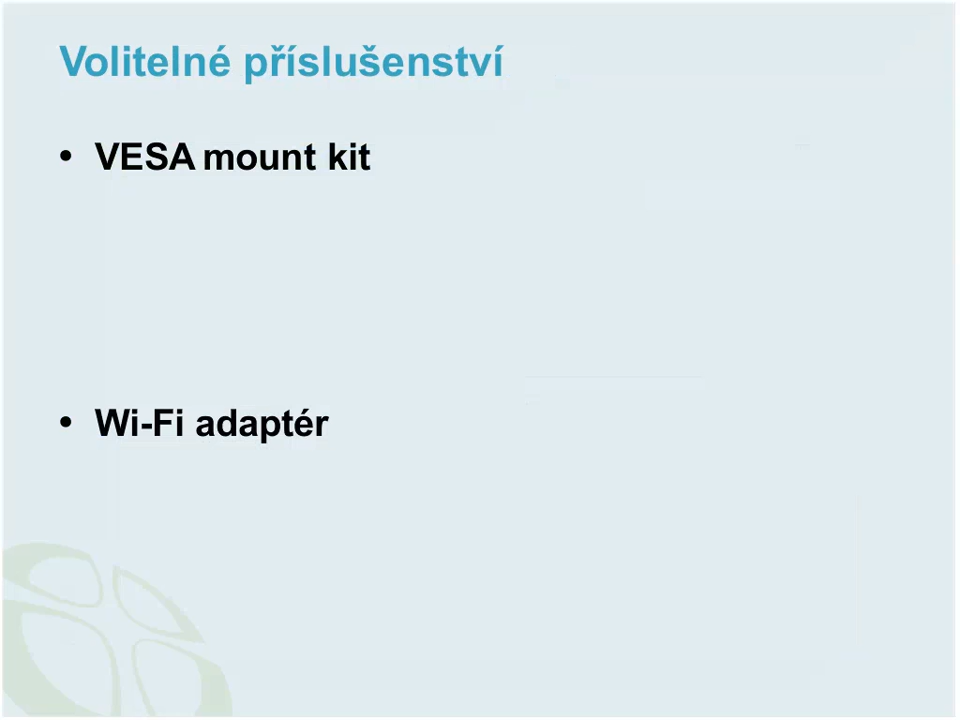 Volitelné příslušenství
• VESA mount kit
• Wi-Fi adaptér